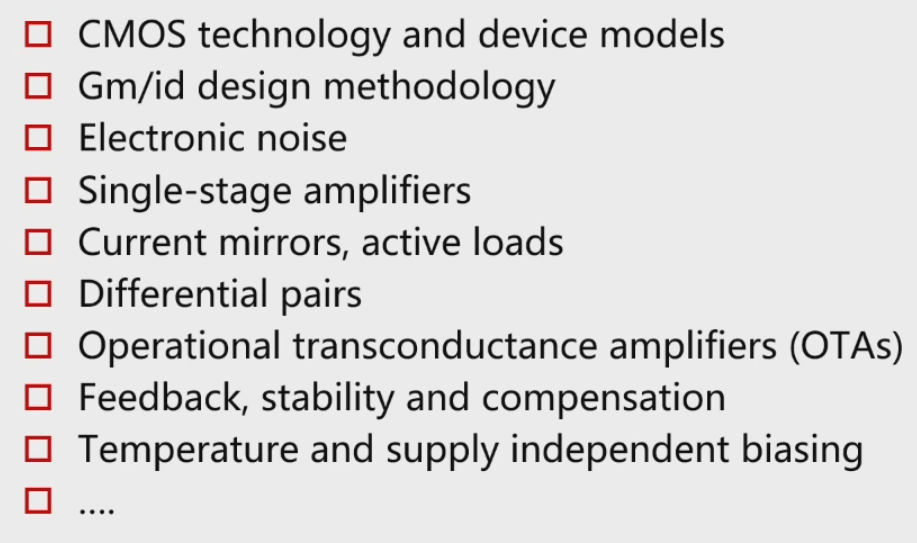 CMOS technology and device models
Gm/id design methodology
Electronic noise
Single-stage amplifiers
Current mirrors, active loads
Differential pairs
Operational transconductance amplifiers (OTAs)
Feedback, stability and compensation
Temperature and supply independent biasing
....